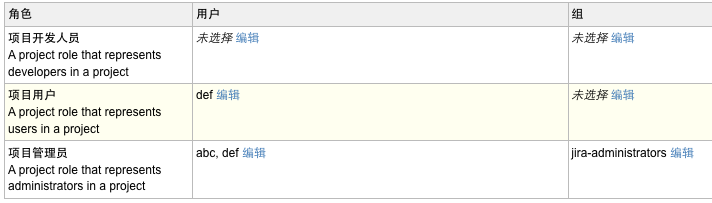 角色 用户 组
项目开发人员 未选择 编辑 未选择 编辑
A project role that represents
developers in a project
项目用户 def 编辑 未选择 编辑
A project role that represents
users in a project
项目管理员 abc, def 编辑 jira-administrators 编辑
A project role that represents
administrators in a project